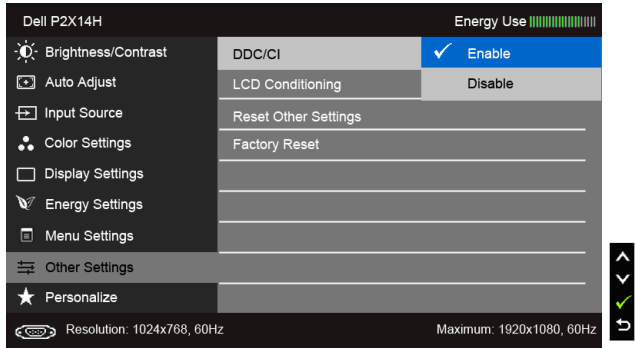 Dell P2X14H Energy Use
Brightness/Contrast DDC/CI Enable
Auto Adjust LCD Conditioning Disable
Input Source Reset Other Settings
Color Settings Factory Reset
Display Settings
Energy Settings
Menu Settings
Other Settings
Personalize
Resolution: 1024x768, 60Hz Maximum: 1920x1080, 60Hz